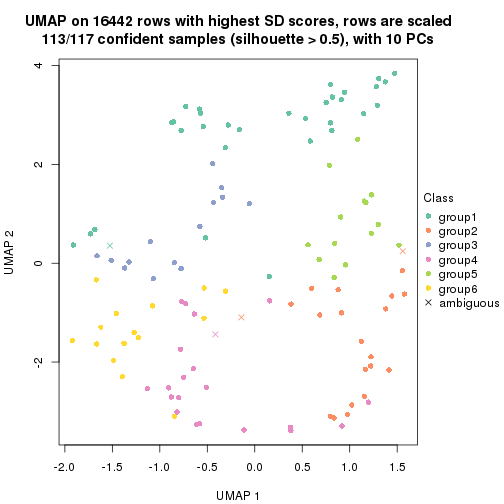 UMAP on 16442 rows with highest SD scores, rows are scaled
113/117 confident samples (silhouette > 0.5), with 10 PCs
4
2
0
-2
UMAP 2
-2.0 -1.5 -1.0 -0.5 0.0 0.5 1.0 1.5
UMAP 1
Class
group1
group2
group3
group4
group5
group6
ambiguous